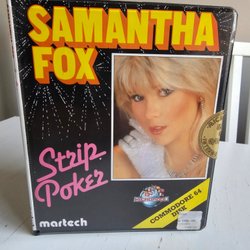 SAMANTHA
FOX
Strip
Poker
COMMODORE 64
DISK
martech